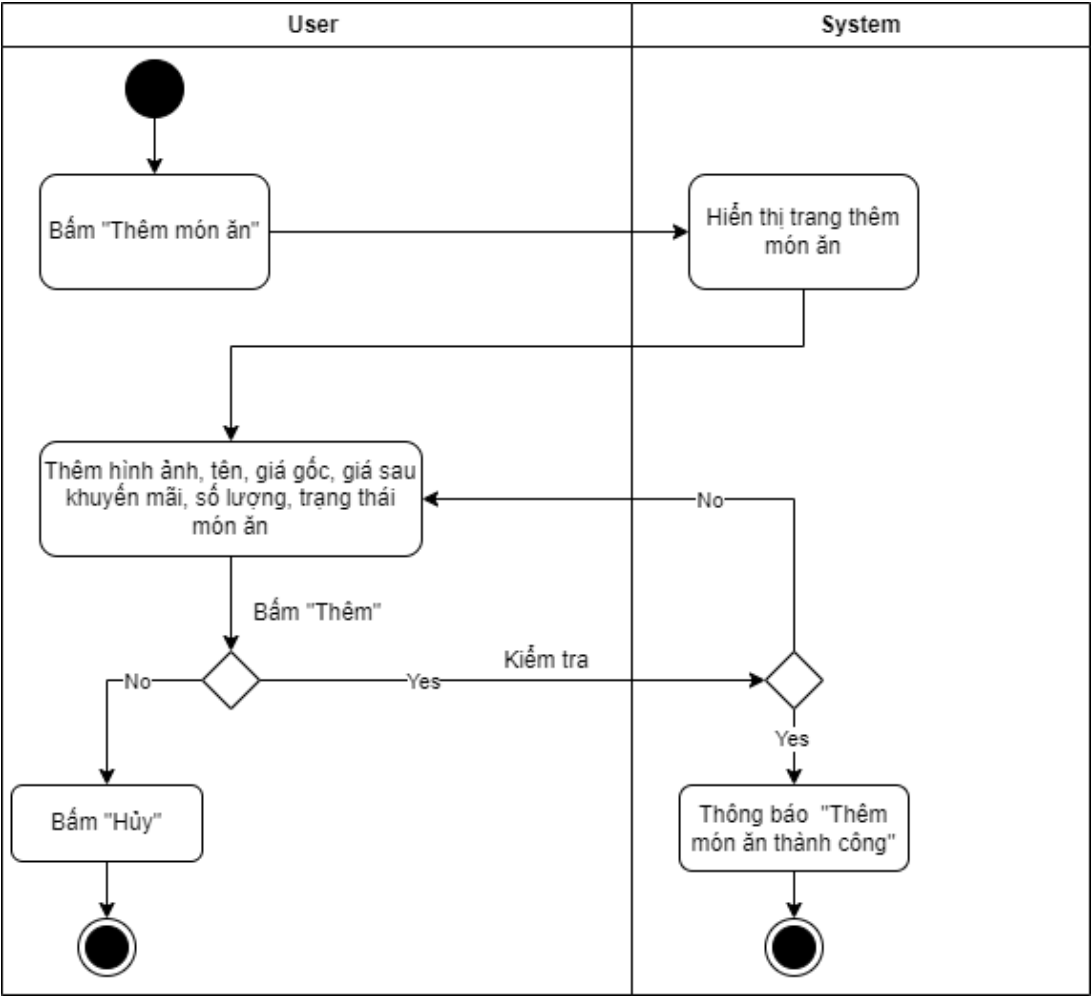 User
System
Bấm "Thêm món ăn"
Hiển thị trang thêm
món ăn
Thêm hình ảnh, tên, giá gốc, giá sau
khuyến mãi, số lượng, trạng thái
món ăn
No
Bấm "Thêm"
Kiểm tra
No
Yes
Yes
Bấm "Hủy"
Thông báo "Thêm
món ăn thành công"